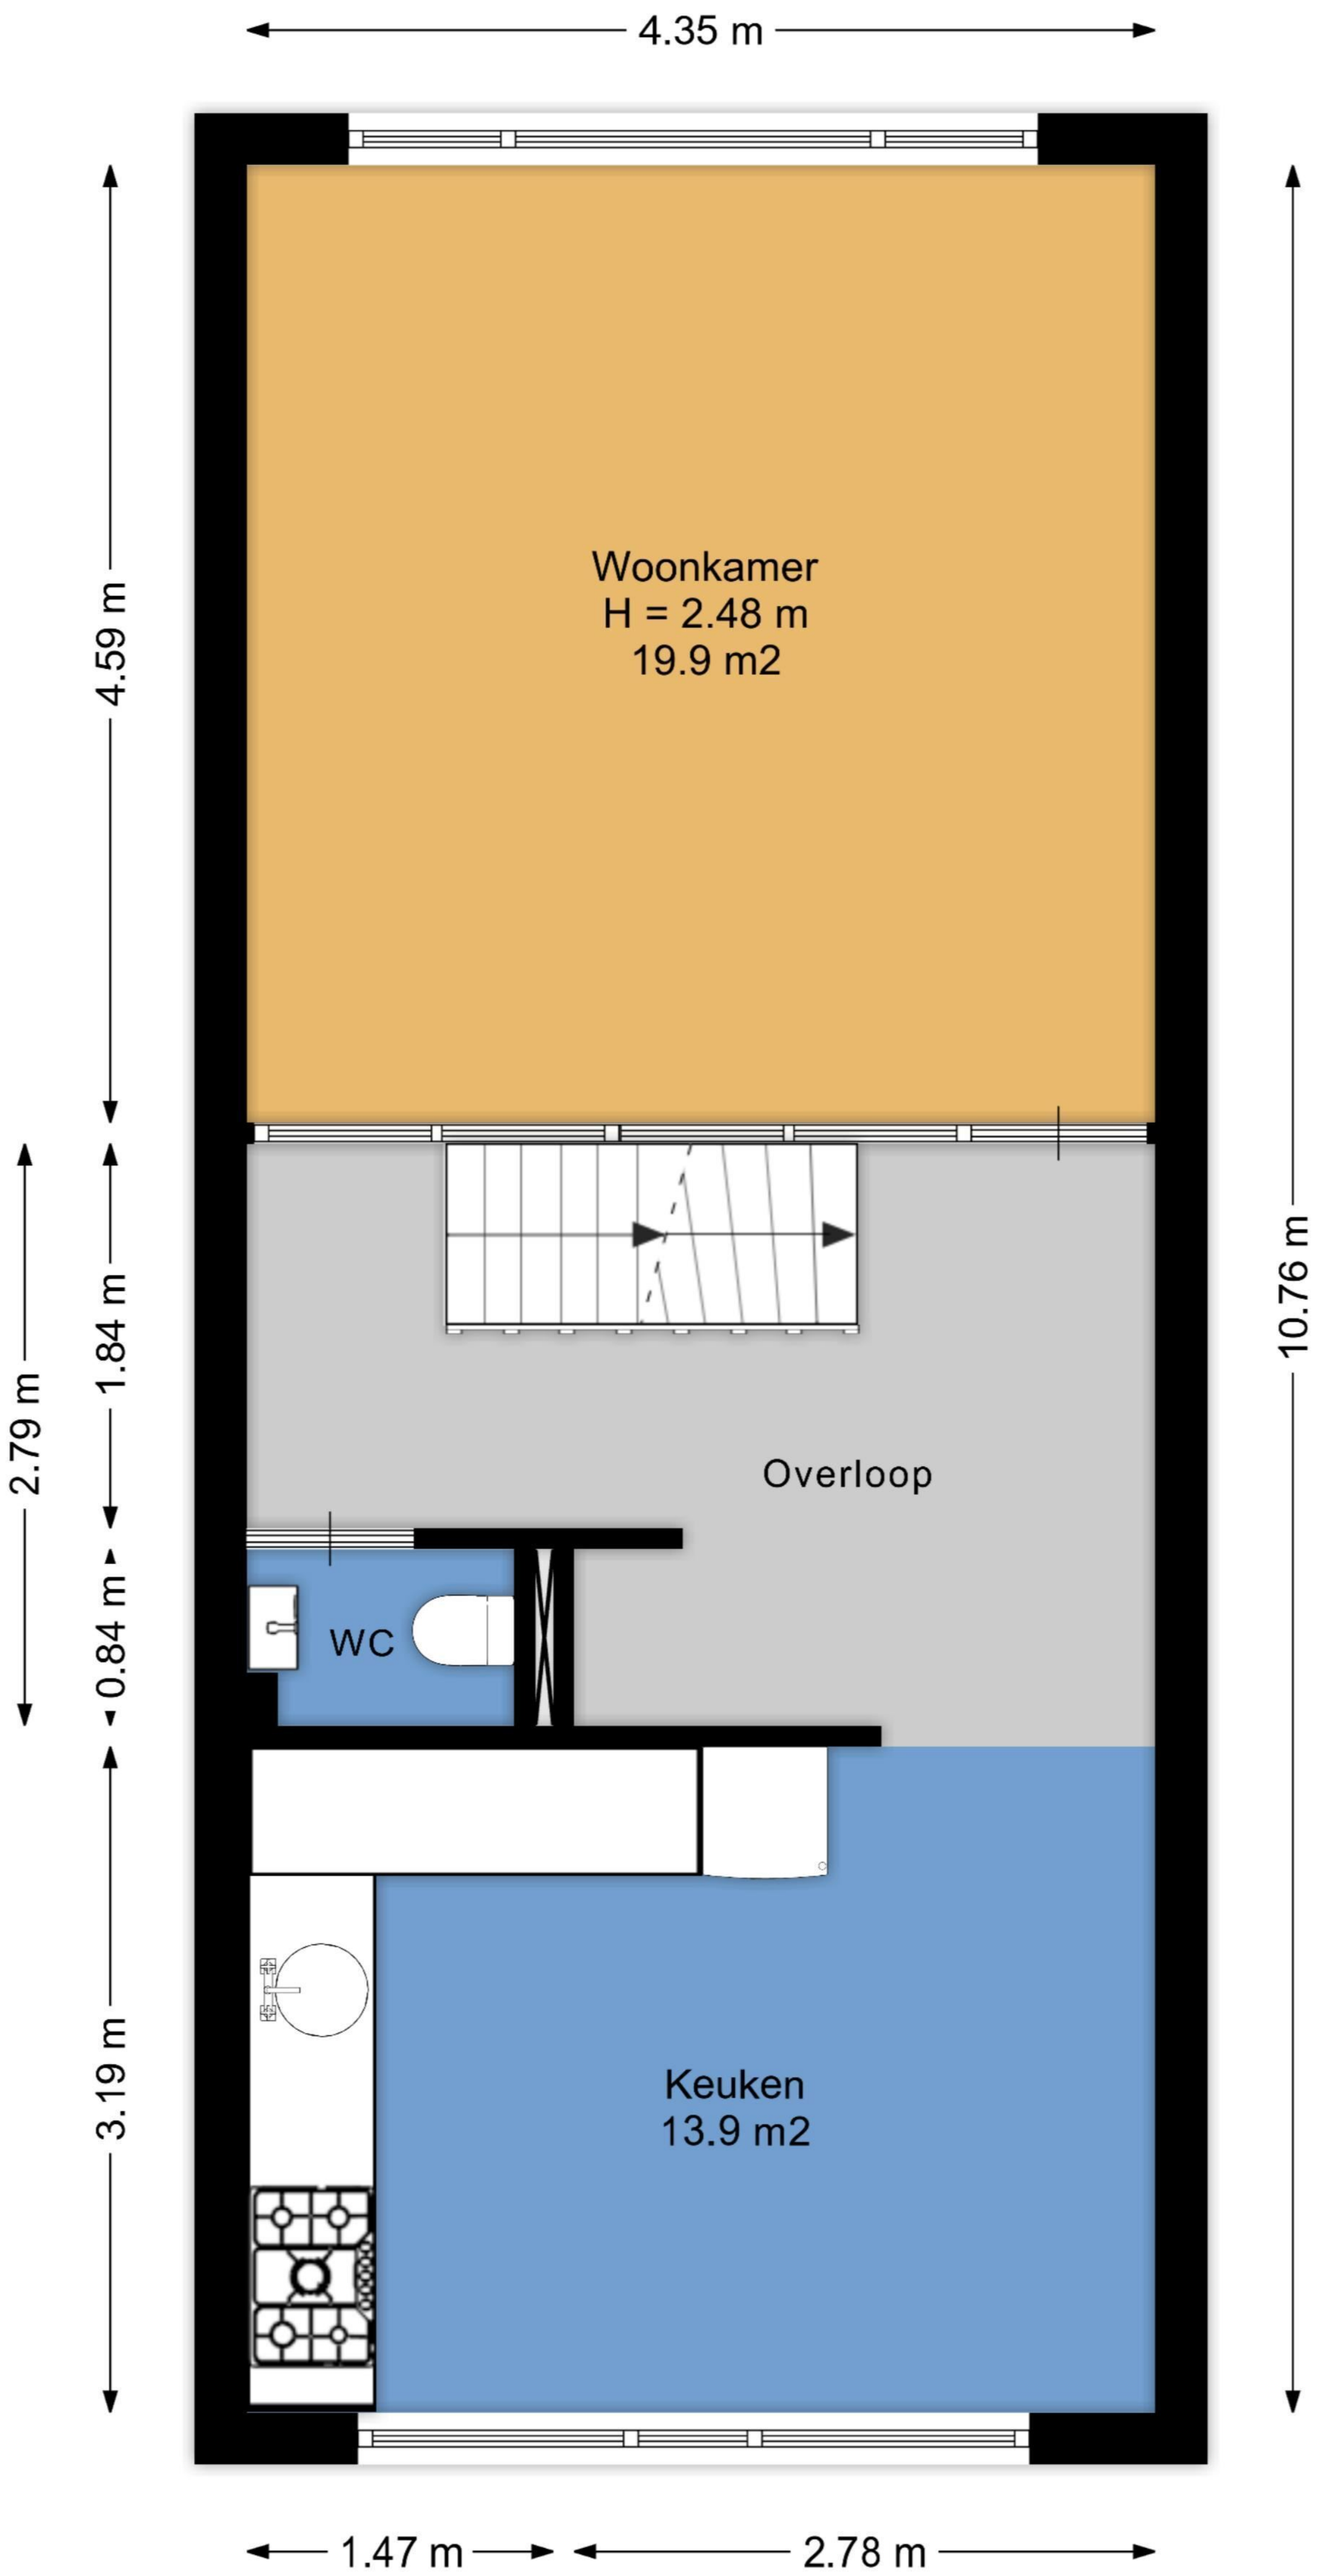 4.35 m
Woonkamer
H = 2.48 m
19.9 m2
4.59 m
10.76 m
1.84 m
2.79 m
Overloop
0.84 m
WC
Keuken
13.9 m2
3.19 m
1.47 m
2.78 m